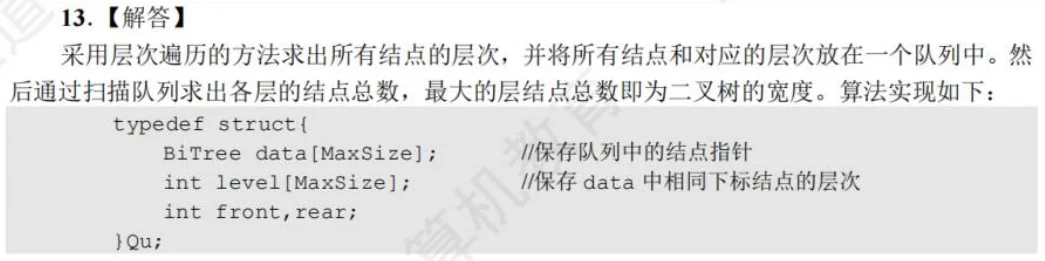 13.【解答】
采用层次遍历的方法求出所有结点的层次，并将所有结点和对应的层次放在一个队列中。然
后通过扫描队列求出各层的结点总数，最大的层结点总数即为二叉树的宽度。算法实现如下：
typedef struct{
BiTree data[MaxSize]; //保存队列中的结点指针
int level[MaxSize]; //保存 data 中相同下标结点的层次
int front,rear;
}Qu;
算机教育